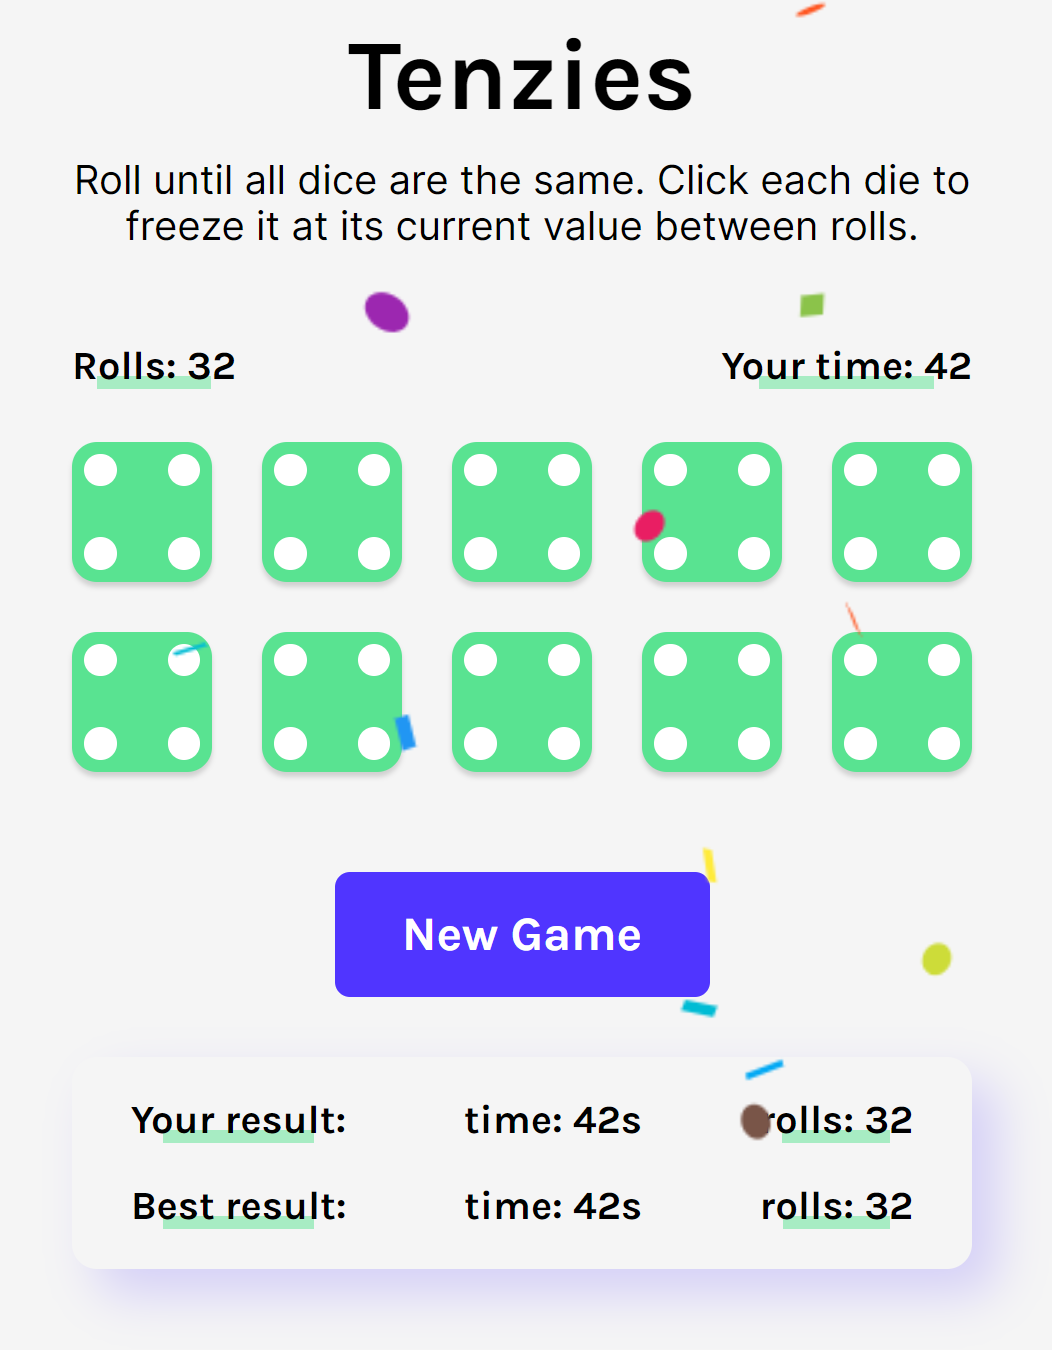 Tenzies
Roll until all dice are the same. Click each die to
freeze it at its current value between rolls.
Rolls: 32
Your time: 42
New Game
Your result: time: 42s rolls: 32
Best result: time: 42s rolls: 32